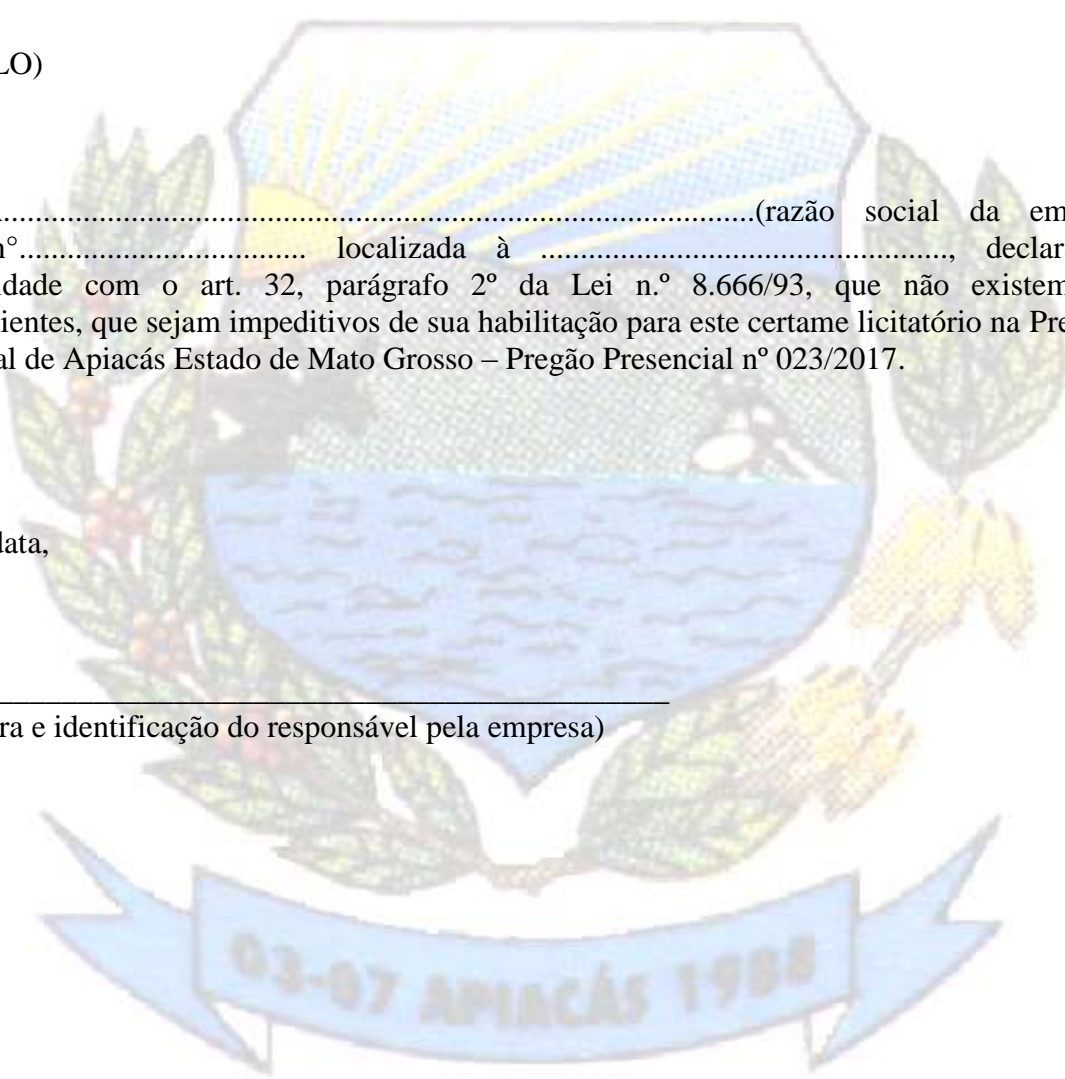 LO)
....................................................................................................(razão social da em
n°.................................... localizada à ...................................................., declar
idade com o art. 32, parágrafo 2º da Lei n.º 8.666/93, que não existem
ientes, que sejam impeditivos de sua habilitação para este certame licitatório na Pre
al de Apiacás Estado de Mato Grosso – Pregão Presencial nº 023/2017.
data,
__________________________________________
ra e identificação do responsável pela empresa)
03-07 APIACÁS 1988